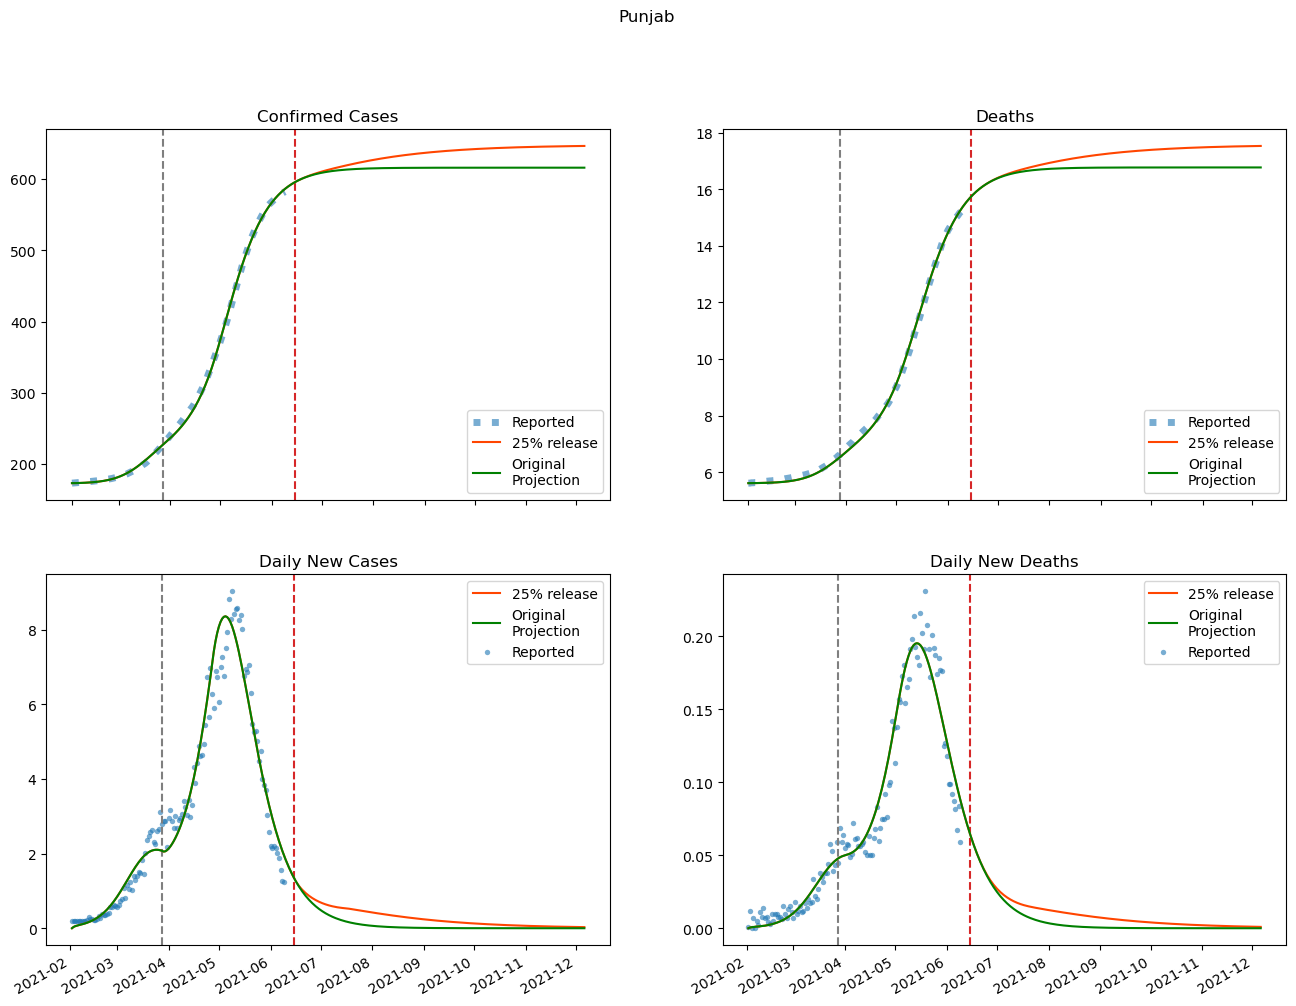 Punjab
Confirmed Cases
600
500
400
300
200
Reported
25% release
Original
Projection
Deaths
18
16
14
12
10
8
6
Reported
25% release
Original
Projection
Daily New Cases
8
6
4
2
0
25% release
Original
Projection
Reported
2021-02
2021-03
2021-04
2021-05
2021-06
2021-07
2021-08
2021-09
2021-10
2021-11
2021-12
Daily New Deaths
0.20
0.15
0.10
0.05
0.00
25% release
Original
Projection
Reported
2021-02
2021-03
2021-04
2021-05
2021-06
2021-07
2021-08
2021-09
2021-10
2021-11
2021-12